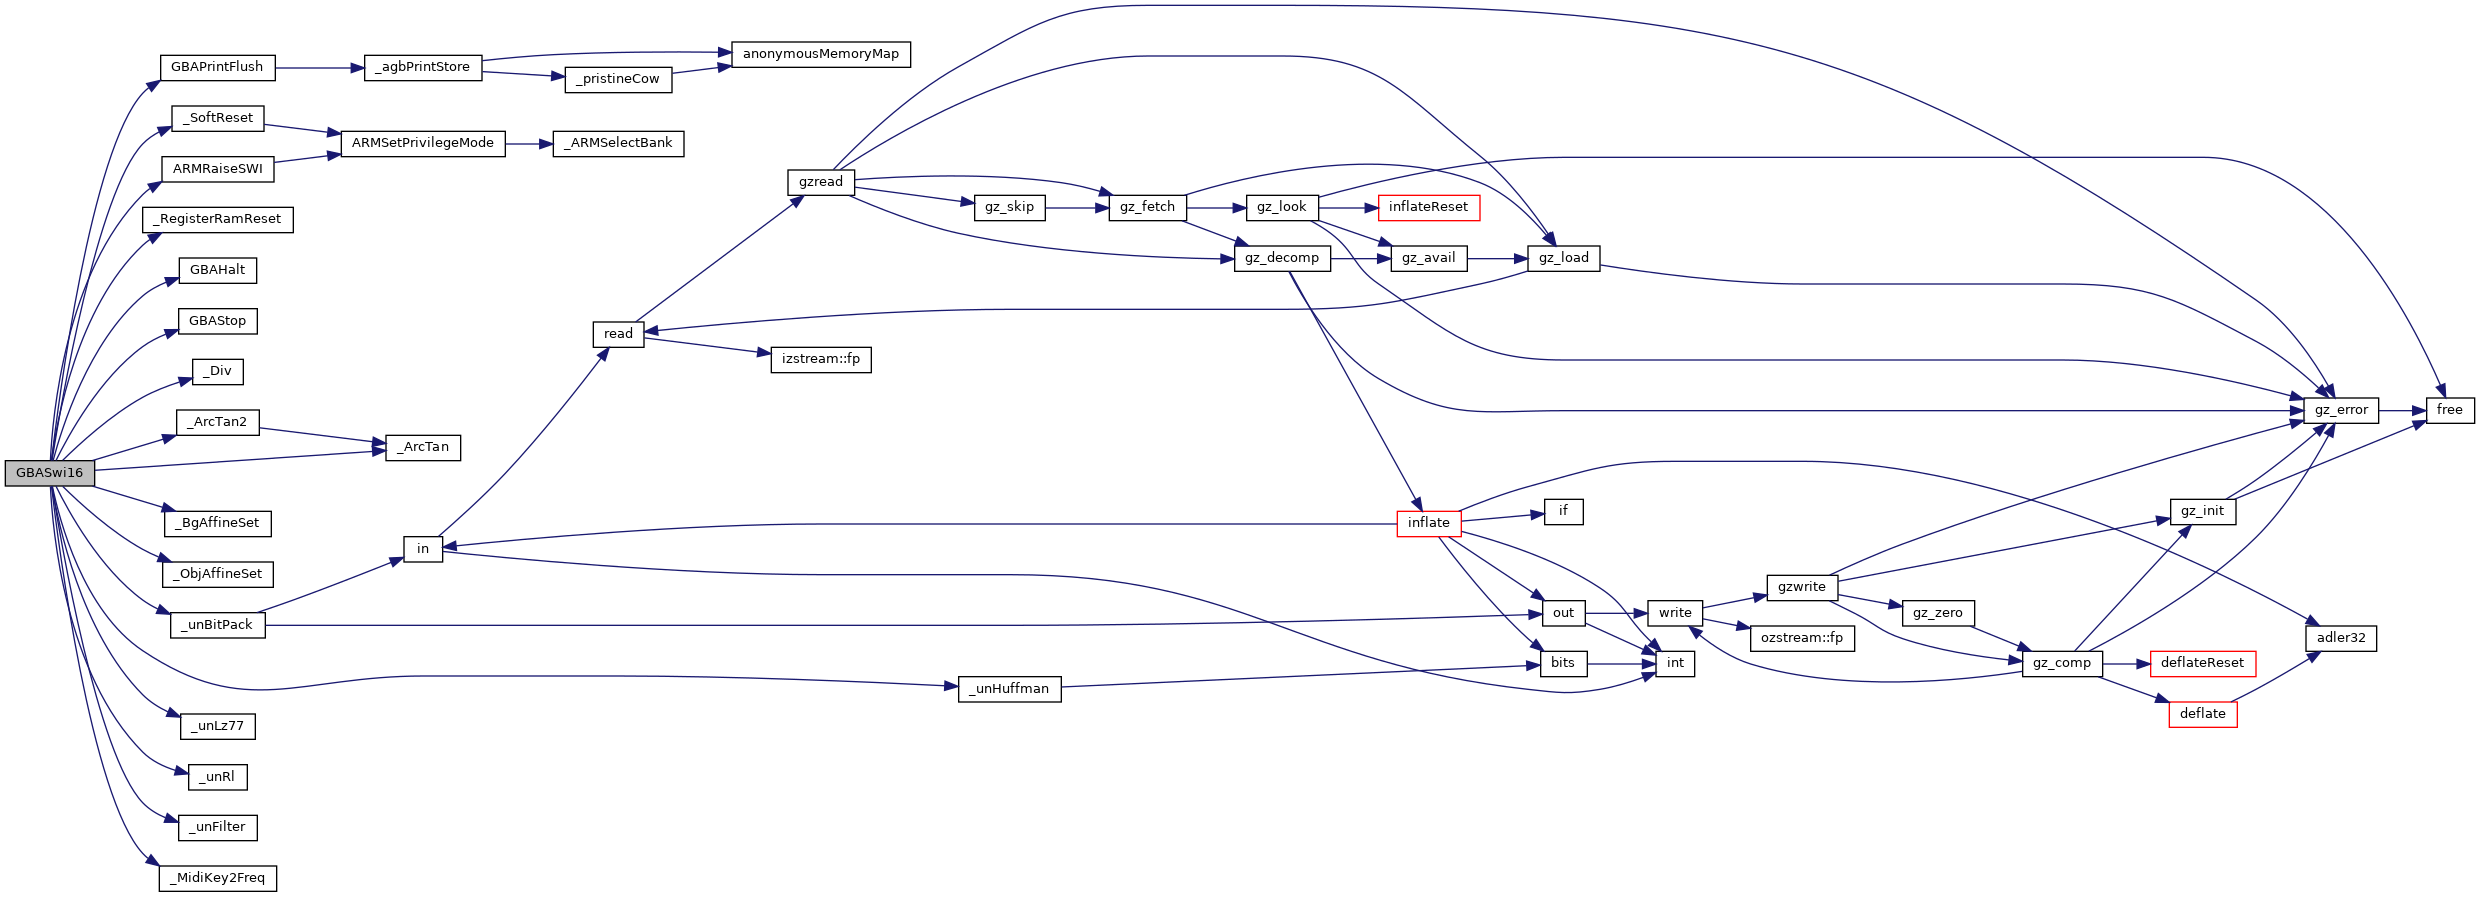 GBASwi16
GBAPrintFlush
_agbPrintStore
_pristineCow
anonymousMemoryMap
_SoftReset
ARMRaiseSWI
ARMSetPrivilegeMode
_ARMSelectBank
_RegisterRamReset
GBAHalt
GBAStop
_Div
_ArcTan2
_ArcTan
_BgAffineSet
_ObjAffineSet
_unBitPack
_unLz77
_unRl
_unFilter
_MidiKey2Freq
in
read
izstream::fp
gzread
gz_skip
gz_fetch
gz_look
gz_decomp
inflateReset
gz_avail
gz_load
_unHuffman
inflate
if
out
bits
write
int
gzwrite
ozstream::fp
gz_zero
gz_comp
gz_init
deflateReset
deflate
gz_error
adler32
free